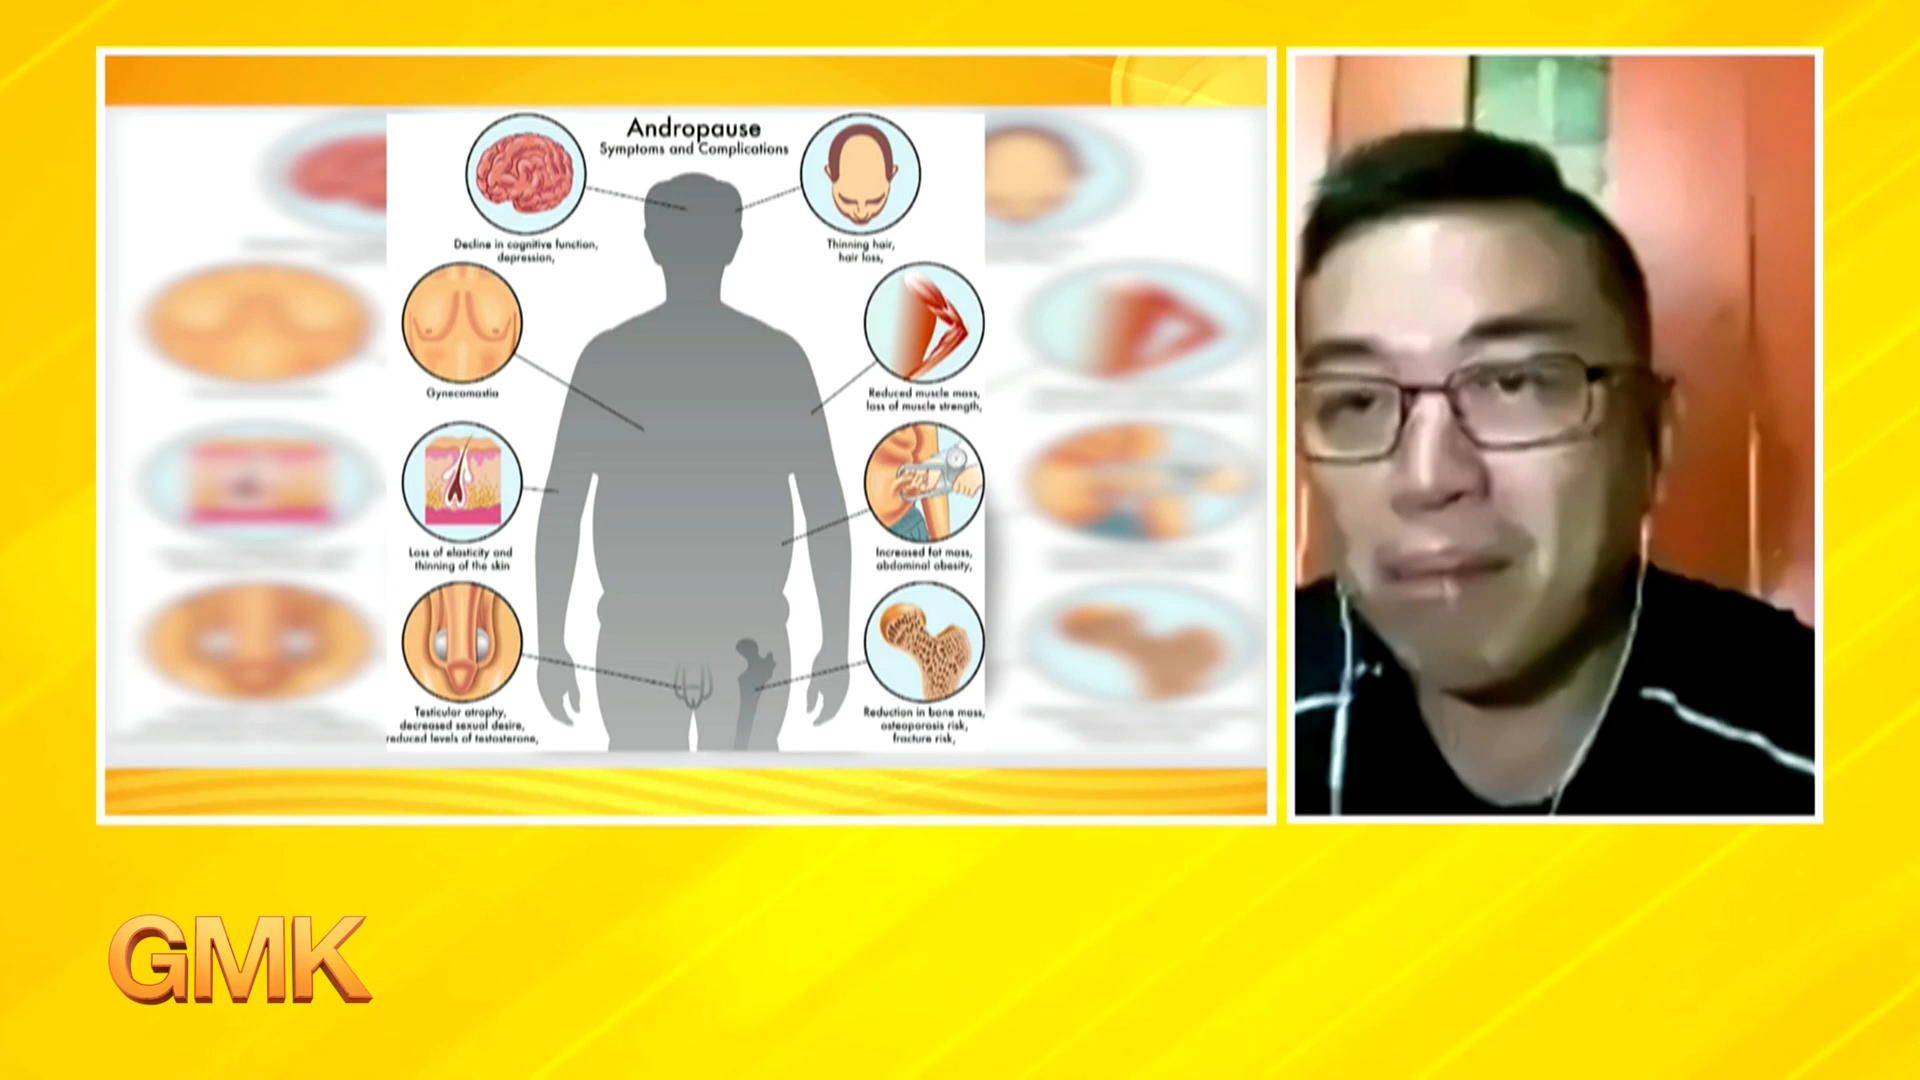 Andropause
Symptoms and Complications
Decline in cognitive function,
depression,
Thinning hair,
hair loss,
Gynecomastia
Reduced muscle mass,
loss of muscle strength,
Loss of elasticity and
thinning of the skin
Increased fat mass,
abdominal obesity,
Testicular atrophy,
decreased sexual desire,
reduced levels of testosterone,
Reduction in bone mass,
osteoporosis risk,
fracture risk,
GMK